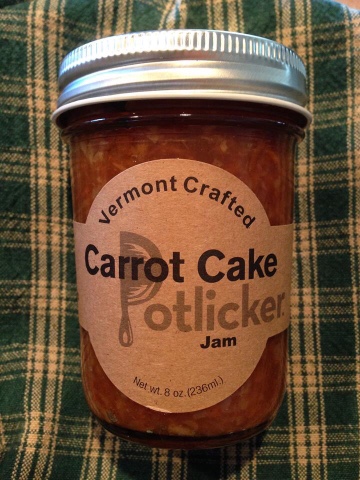 Vermont Crafted
Carrot Cake
Potlicker
Jam
Net wt. 8 oz. (236ml.)